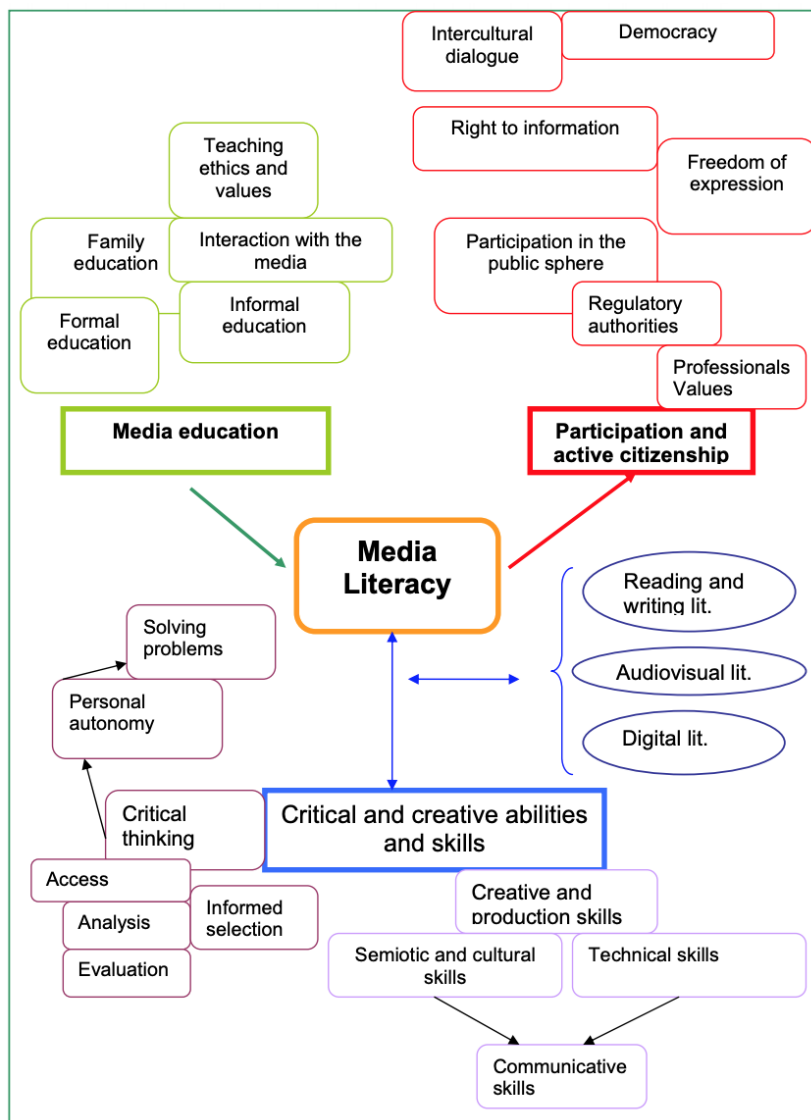 Intercultural
dialogue
Democracy
Right to information
Freedom of
expression
Teaching
ethics and
values
Family
education
Interaction with the
media
Participation in the
public sphere
Formal
education
Informal
education
Regulatory
authorities
Professionals
Values
Media education
Participation and
active citizenship
Media
Literacy
Reading and
writing lit.
Audiovisual lit.
Digital lit.
Solving
problems
Personal
autonomy
Critical
thinking
Critical and creative abilities
and skills
Access
Analysis
Informed
selection
Evaluation
Creative and
production skills
Semiotic and cultural
skills
Technical skills
Communicative
skills